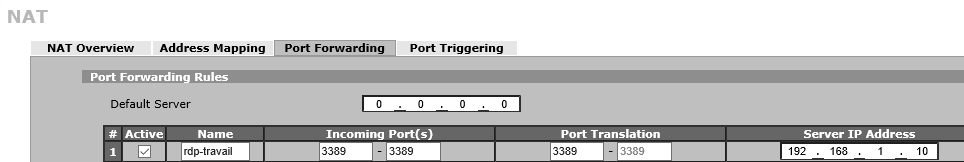 NAT
NAT Overview Address Mapping Port Forwarding Port Triggering
Port Forwarding Rules
Default Server 0 . 0 . 0 . 0
# Active Name Incoming Port(s) Port Translation Server IP Address
1 rdp-travail 3389 - 3389 3389 - 3389 192 . 168 . 1 . 10